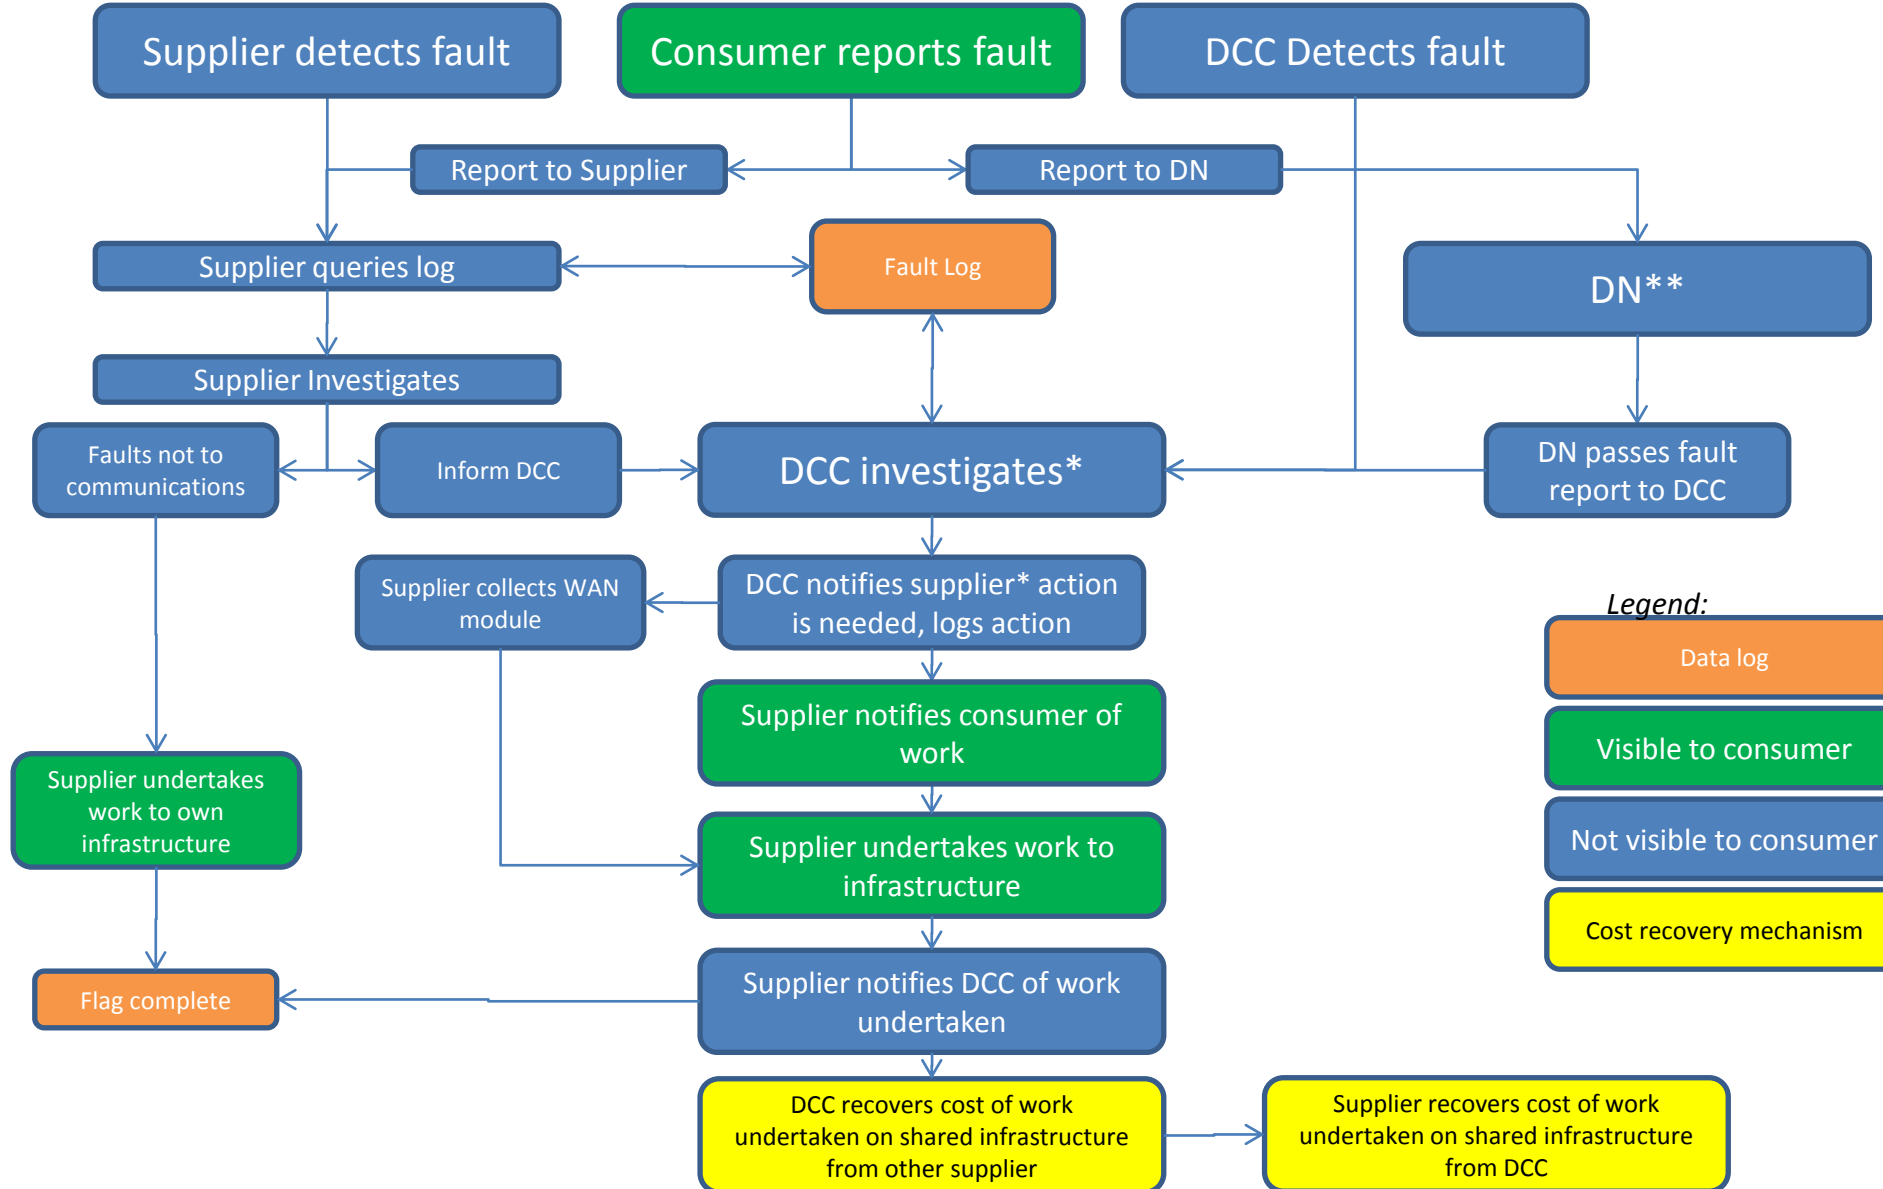 Supplier detects fault
Consumer reports fault
DCC Detects fault
Report to Supplier
Report to DN
Supplier queries log
Fault Log
DN**
Supplier Investigates
Faults not to
communications
Inform DCC
DCC investigates*
DN passes fault
report to DCC
Supplier collects WAN
module
DCC notifies supplier* action
is needed, logs action
Legend:
Data log
Supplier notifies consumer of
work
Visible to consumer
Supplier undertakes
work to own
infrastructure
Supplier undertakes work to
infrastructure
Not visible to consumer
Cost recovery mechanism
Flag complete
Supplier notifies DCC of work
undertaken
DCC recovers cost of work
undertaken on shared infrastructure
from other supplier
Supplier recovers cost of work
undertaken on shared infrastructure
from DCC